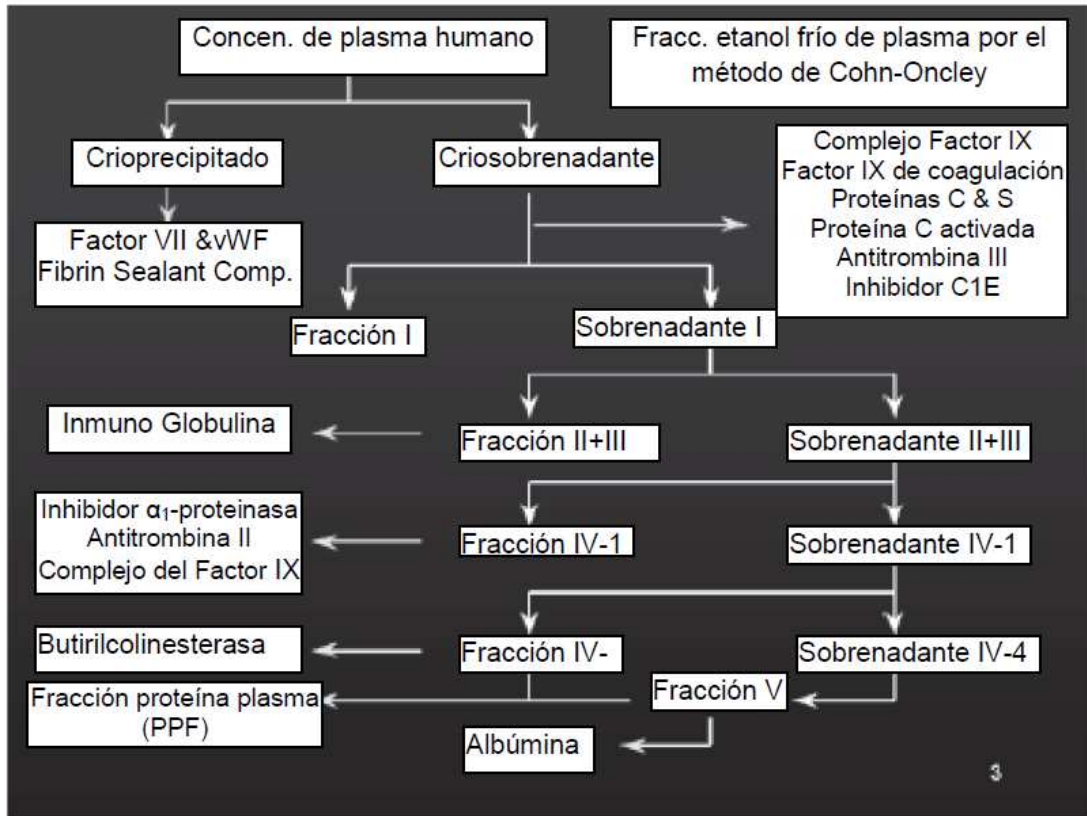 Concen. de plasma humano
Fracc. etanol frío de plasma por el
método de Cohn-Oncley
Crioprecipitado
Criosobrenadante
Complejo Factor IX
Factor IX de coagulación
Proteínas C & S
Proteína C activada
Antitrombina III
Inhibidor C1E
Factor VII &vWF
Fibrin Sealant Comp.
Fracción I
Sobrenadante I
Inmuno Globulina
Fracción II+III
Sobrenadante II+III
Inhibidor α₁-proteinasa
Antitrombina II
Complejo del Factor IX
Fracción IV-1
Sobrenadante IV-1
Butirilcolinesterasa
Fracción IV-
Sobrenadante IV-4
Fracción proteína plasma
(PPF)
Fracción V
Albúmina
3